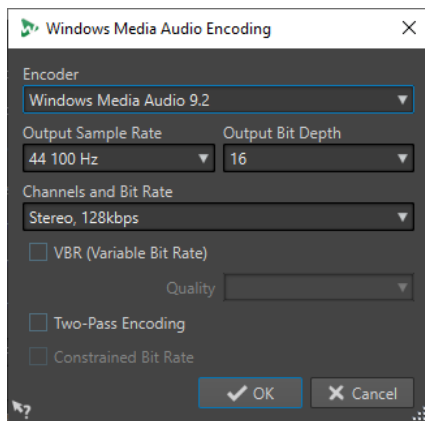 Windows Media Audio Encoding
Encoder
Windows Media Audio 9.2
Output Sample Rate Output Bit Depth
44 100 Hz 16
Channels and Bit Rate
Stereo, 128kbps
VBR (Variable Bit Rate)
Quality
Two-Pass Encoding
Constrained Bit Rate
OK Cancel
?